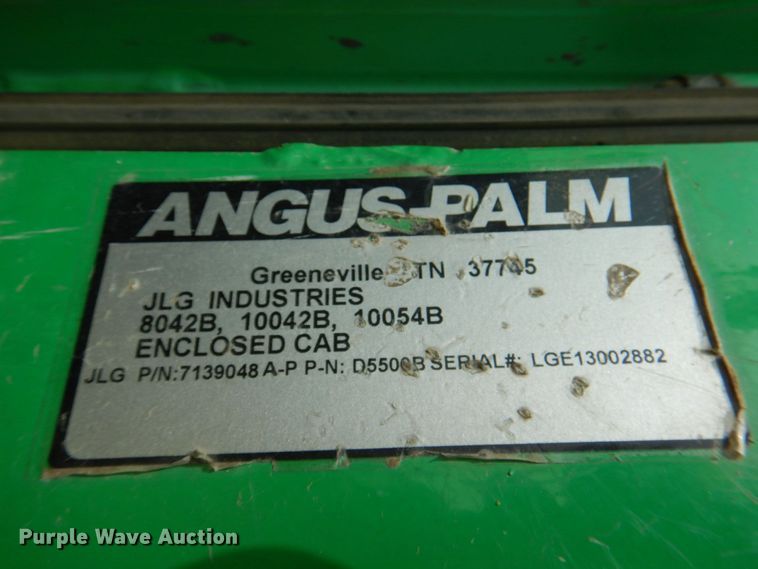 ANGUS-PALM
Greeneville, TN 37745
JLG INDUSTRIES
8042B, 10042B, 10054B
ENCLOSED CAB
JLG P/N:7139048 A-P P-N: D5500B SERIAL#: LGE13002882
Purple Wave Auction